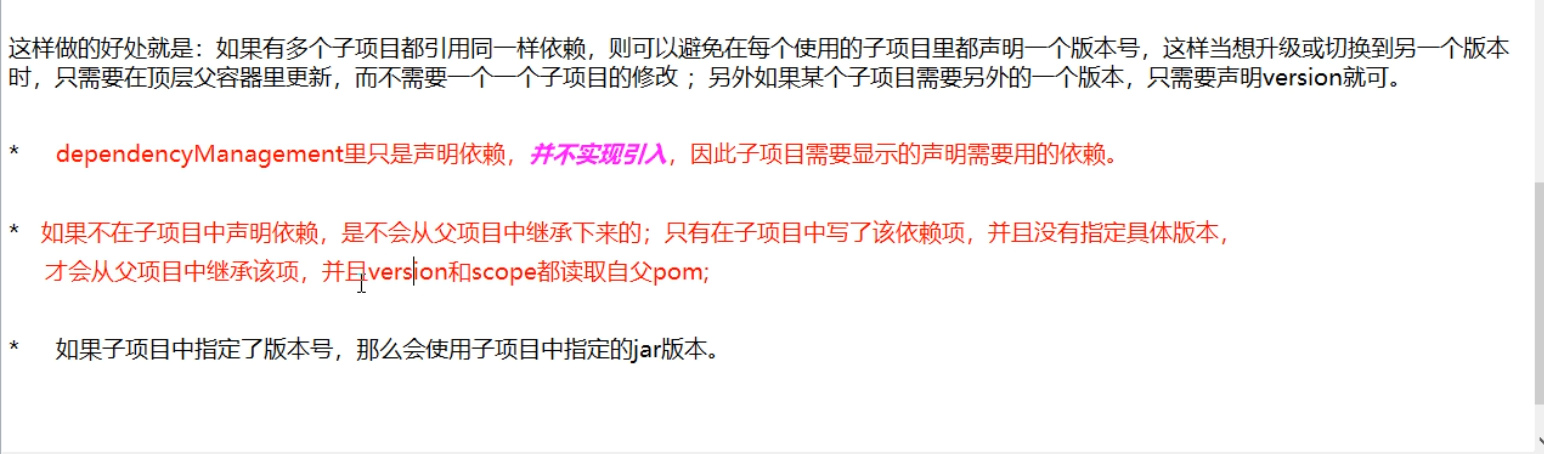 这样做的好处就是：如果有多个子项目都引用同一样依赖，则可以避免在每个使用的子项目里都声明一个版本号，这样当想升级或切换到另一个版本
时，只需要在顶层父容器里更新，而不需要一个一个子项目的修改 ；另外如果某个子项目需要另外的一个版本，只需要声明version就可。
* dependencyManagement里只是声明依赖，并不实现引入，因此子项目需要显示的声明需要用的依赖。
* 如果不在子项目中声明依赖，是不会从父项目中继承下来的；只有在子项目中写了该依赖项，并且没有指定具体版本，
才会从父项目中继承该项，并且version和scope都读取自父pom;
* 如果子项目中指定了版本号，那么会使用子项目中指定的jar版本。